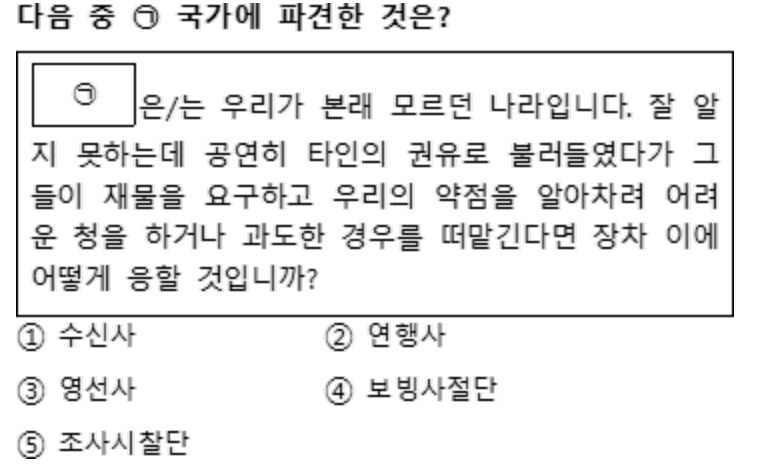 다음 중 ㉠ 국가에 파견한 것은?
㉠ 은/는 우리가 본래 모르던 나라입니다. 잘 알
지 못하는데 공연히 타인의 권유로 불러들였다가 그
들이 재물을 요구하고 우리의 약점을 알아차려 어려
운 청을 하거나 과도한 경우를 떠맡긴다면 장차 이에
어떻게 응할 것입니까?
① 수신사 ② 연행사
③ 영선사 ④ 보빙사절단
⑤ 조사시찰단